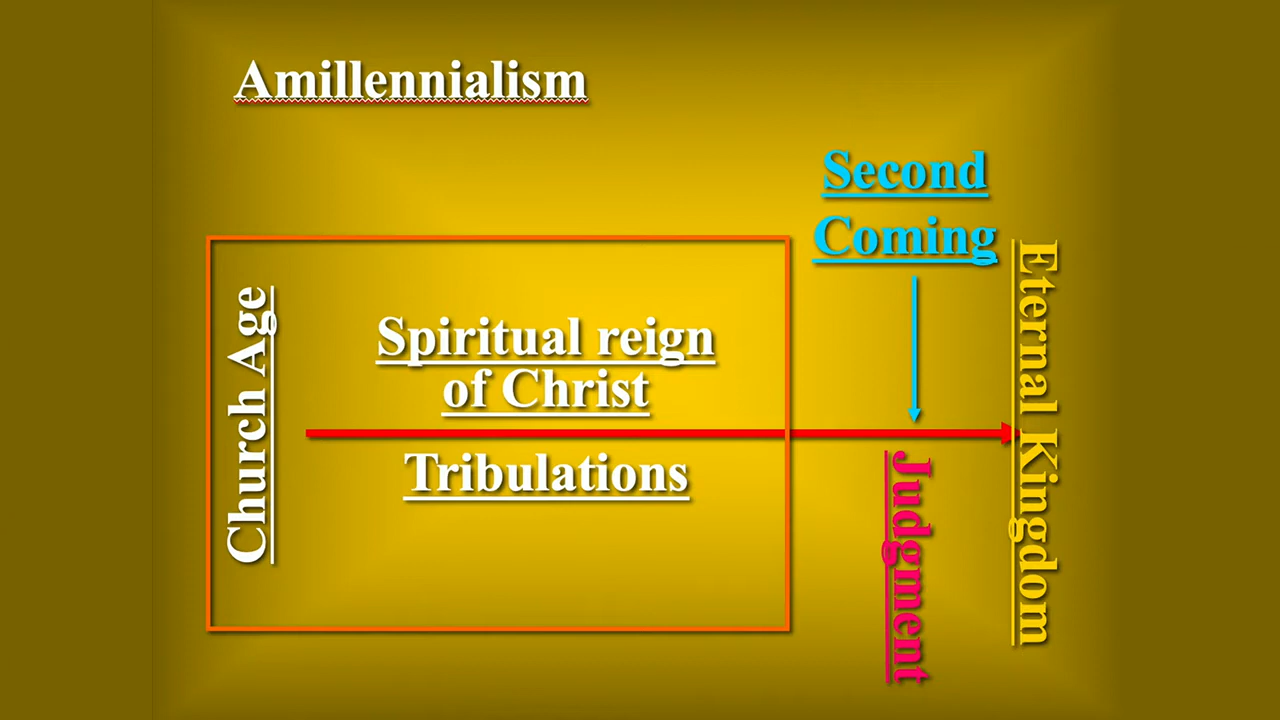 Amillennialism
Second
Coming
Church Age
Spiritual reign
of Christ
Tribulations
Judgment
Eternal Kingdom